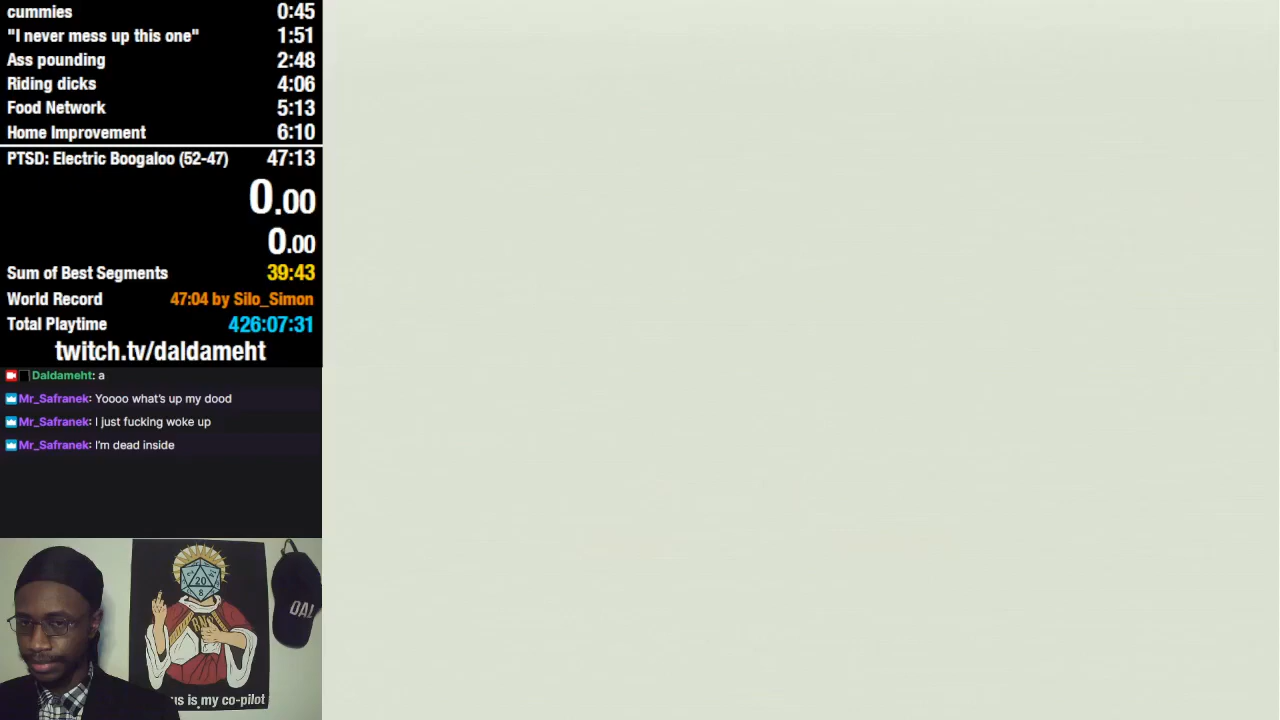 cummies 0:45
"I never mess up this one" 1:51
Ass pounding 2:48
Riding dicks 4:06
Food Network 5:13
Home Improvement 6:10
PTSD: Electric Boogaloo (52-47) 47:13
0.00
0.00
Sum of Best Segments 39:43
World Record 47:04 by Silo_Simon
Total Playtime 426:07:31
twitch.tv/daldameht
Daldameht: a
Mr_Safranek: Yoooo what's up my dood
Mr_Safranek: I just fucking woke up
Mr_Safranek: I'm dead inside
20
8
us is my co-pilot